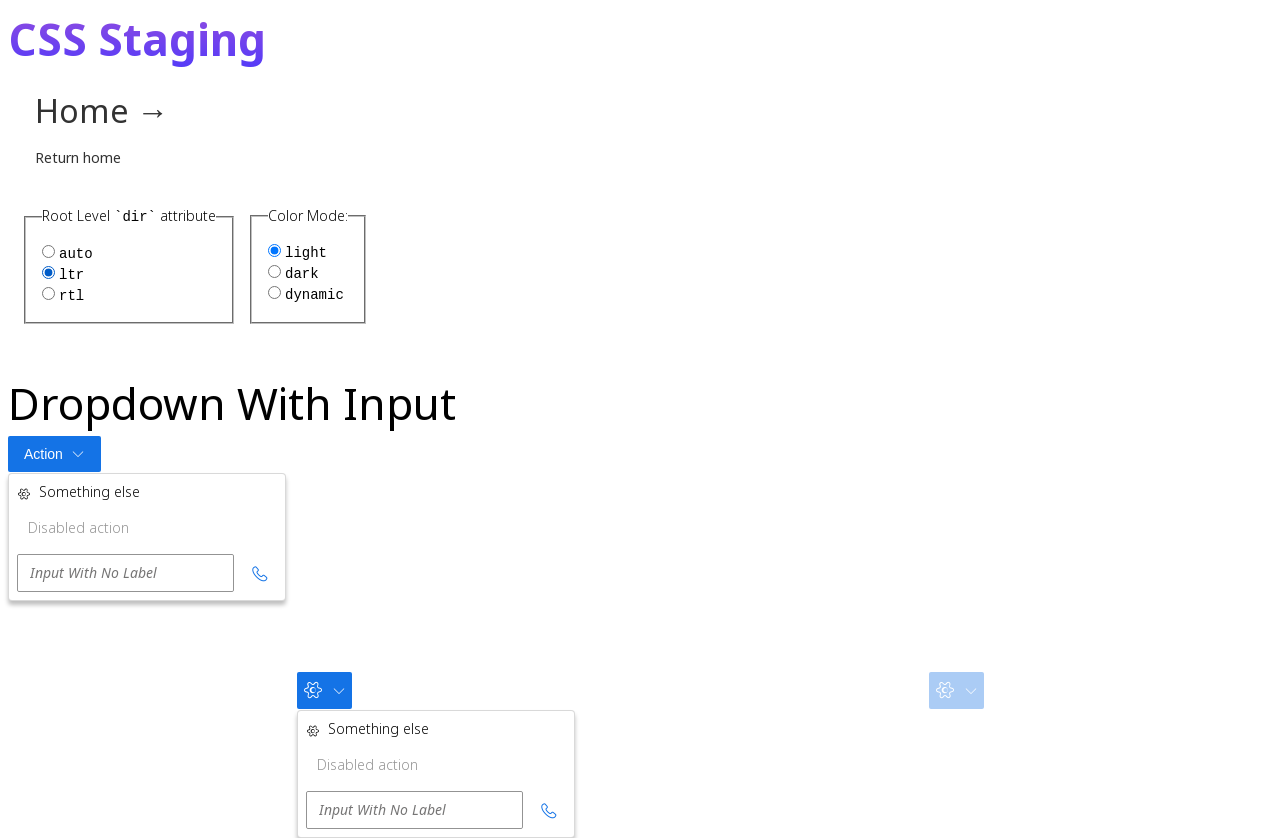 CSS Staging
Home →
Return home
Root Level `dir` attribute
auto
ltr
rtl
Color Mode:
light
dark
dynamic
Dropdown With Input
Action
Something else
Disabled action
Input With No Label
Something else
Disabled action
Input With No Label